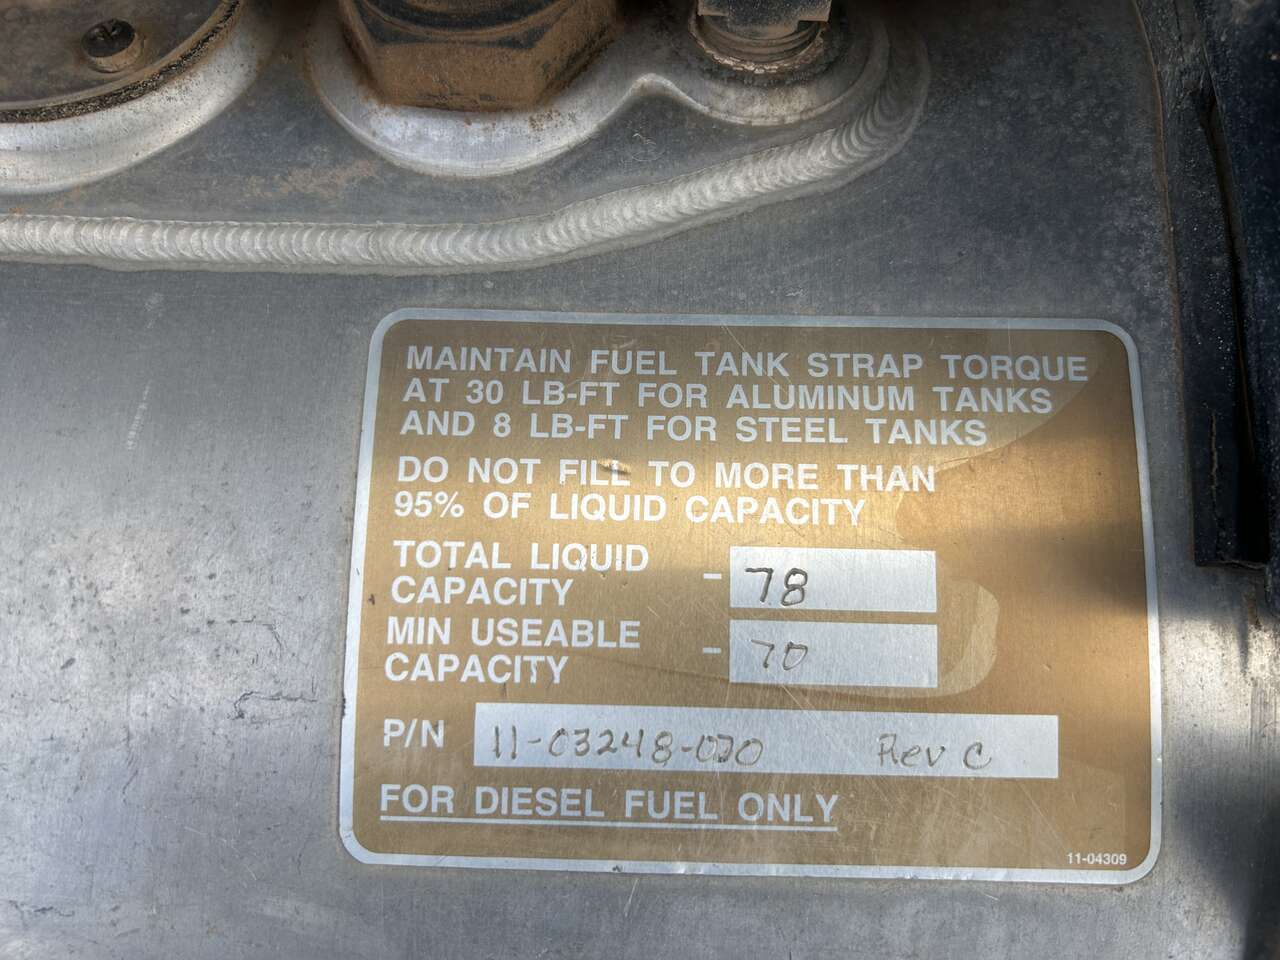 MAINTAIN FUEL TANK STRAP TORQUE
AT 30 LB-FT FOR ALUMINUM TANKS
AND 8 LB-FT FOR STEEL TANKS
DO NOT FILL TO MORE THAN
95% OF LIQUID CAPACITY
TOTAL LIQUID
CAPACITY - 78
MIN USEABLE
CAPACITY - 70
P/N 11-03248-070 Rev C
FOR DIESEL FUEL ONLY
11-04309